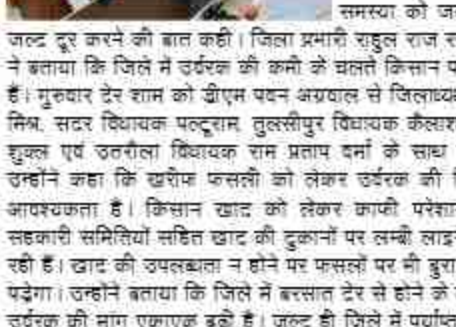 समस्या को ज
जल्द दूर करने की बात कही। जिला प्रभारी राहुल राज र
ने बताया कि जिले में उर्वरक की कमी के चलते किसान प
हैं। गुरुवार देर शाम को डीएम पवन अग्रवाल से जिलाध्य
मिश्र, सदर विधायक पल्टूराम, तुलसीपुर विधायक कैलाश
शुक्ल एवं उतरौला विधायक राम प्रताप वर्मा के साथ
उन्होंने कहा कि खरीफ फसलों को लेकर उर्वरक की
आवश्यकता है। किसान खाद को लेकर काफी परेशा
सहकारी समितियों सहित खाद की दुकानों पर लम्बी लाइ
रही हैं। खाद की उपलब्धता न होने पर फसलों पर भी बुरा
पड़ेगा। उन्होंने बताया कि जिले में बरसात देर से होने के
उर्वरक की मांग एकाएक बढ़ी है। जल्द ही जिले में पर्याप्त